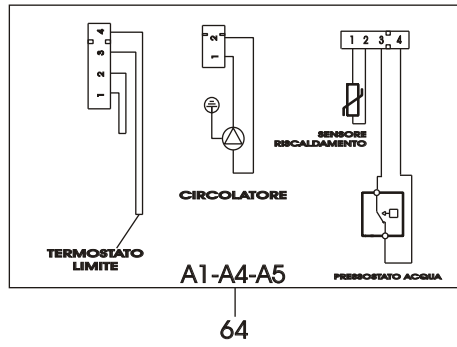 4
3
2
1
TERMOSTATO
LIMITE
2
1
CIRCOLATORE
1 2 3 4
SENSORE
RISCALDAMENTO
PRESSOSTATO ACQUA
A1-A4-A5
64